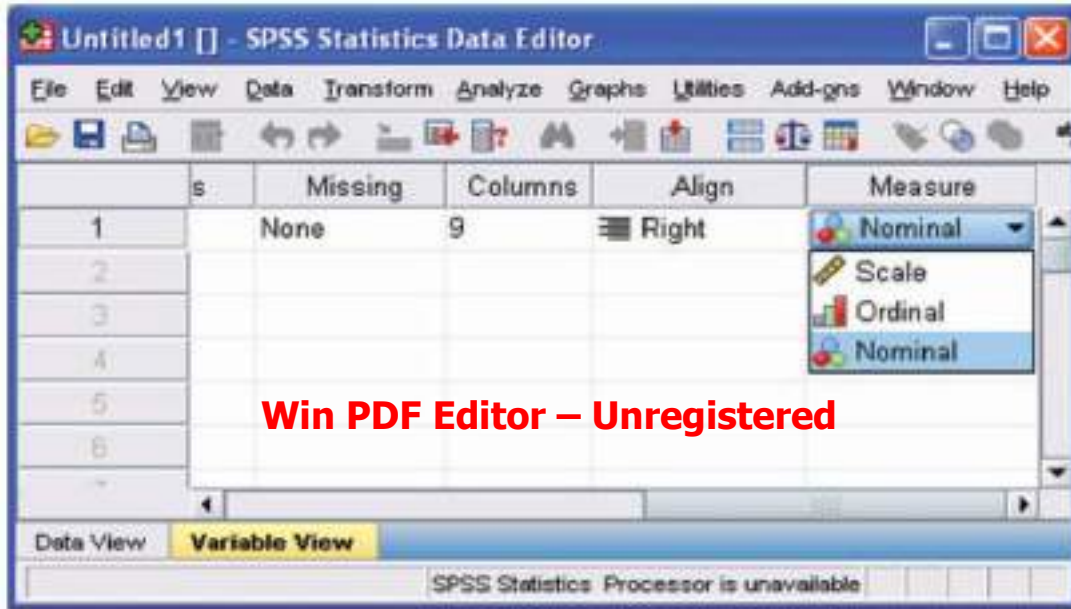 Untitled1 [] - SPSS Statistics Data Editor
File Edit View Data Transform Analyze Graphs Utilities Add-ons Window Help
s Missing Columns Align Measure
1 None 9 Right Nominal
2 Scale
3 Ordinal
4 Nominal
5
Win PDF Editor – Unregistered
6
Data View Variable View
SPSS Statistics Processor is unavailable